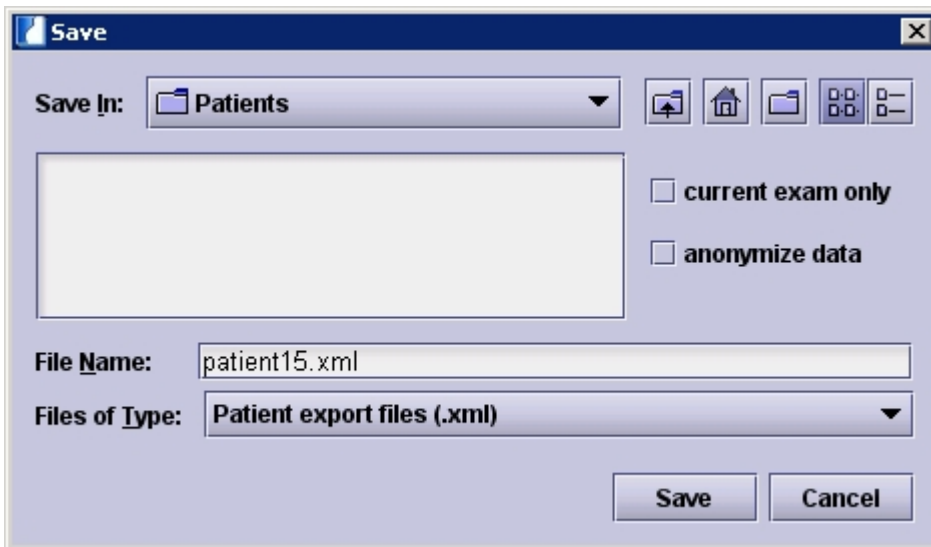 Save
Save In: Patients
current exam only
anonymize data
File Name: patient15.xml
Files of Type: Patient export files (.xml)
Save Cancel